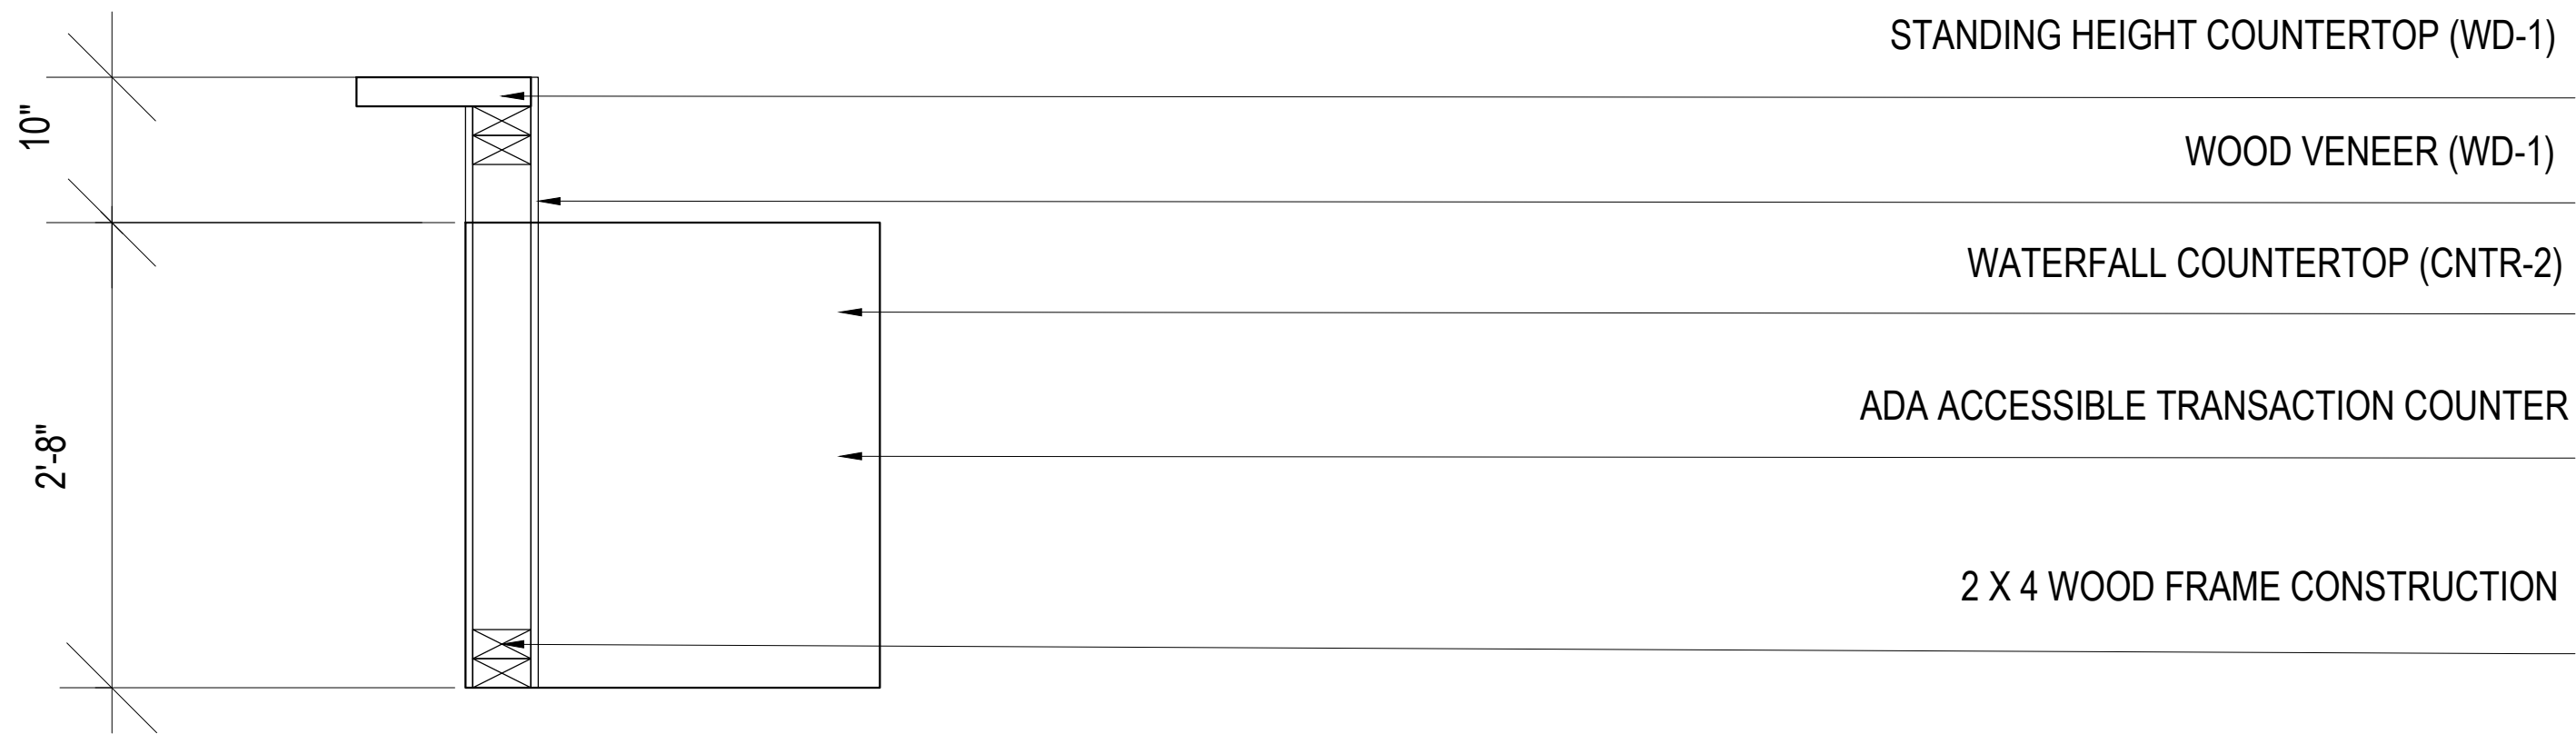 STANDING HEIGHT COUNTERTOP (WD-1)
10"
WOOD VENEER (WD-1)
WATERFALL COUNTERTOP (CNTR-2)
ADA ACCESSIBLE TRANSACTION COUNTER
2'-8"
2 X 4 WOOD FRAME CONSTRUCTION